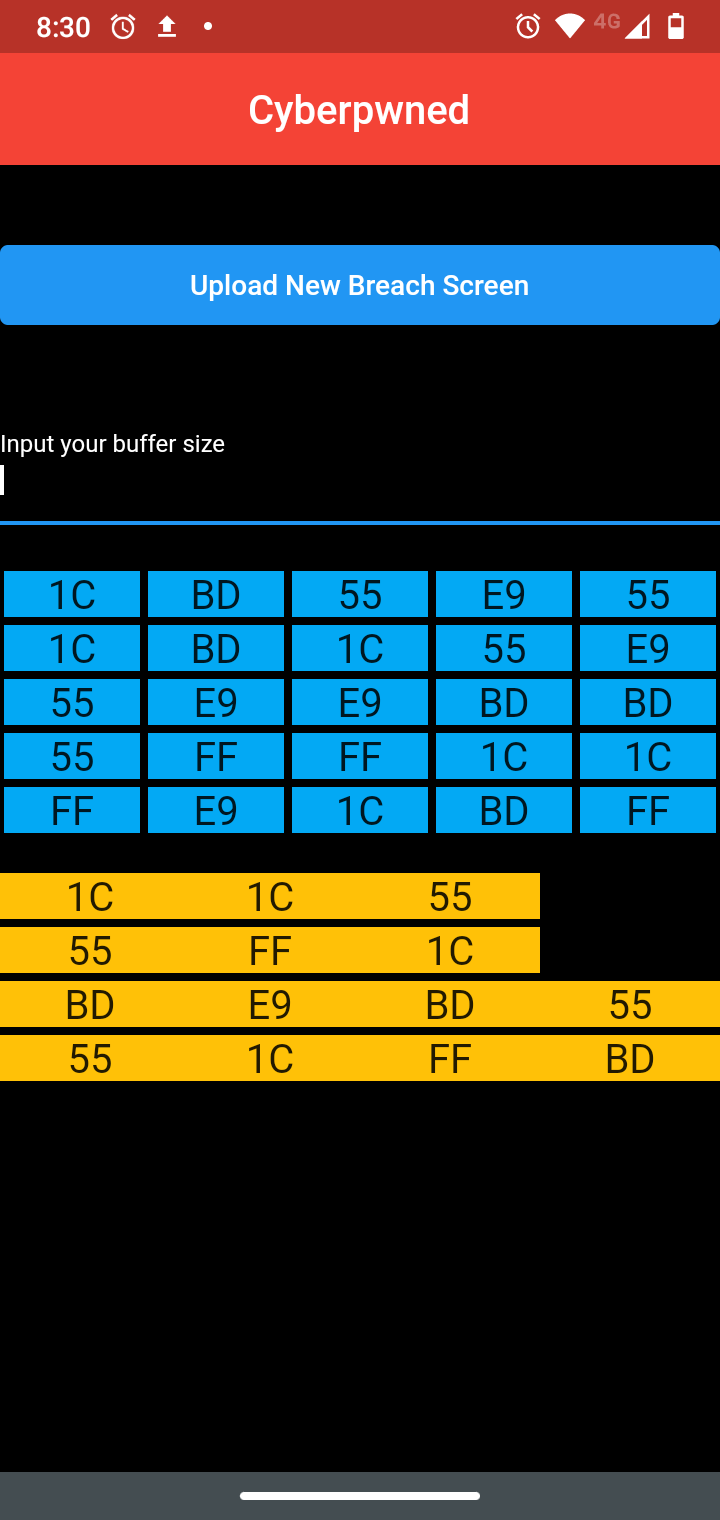 8:30 4G
Cyberpwned
Upload New Breach Screen
Input your buffer size
1C BD 55 E9 55
1C BD 1C 55 E9
55 E9 E9 BD BD
55 FF FF 1C 1C
FF E9 1C BD FF
1C 1C 55
55 FF 1C
BD E9 BD 55
55 1C FF BD